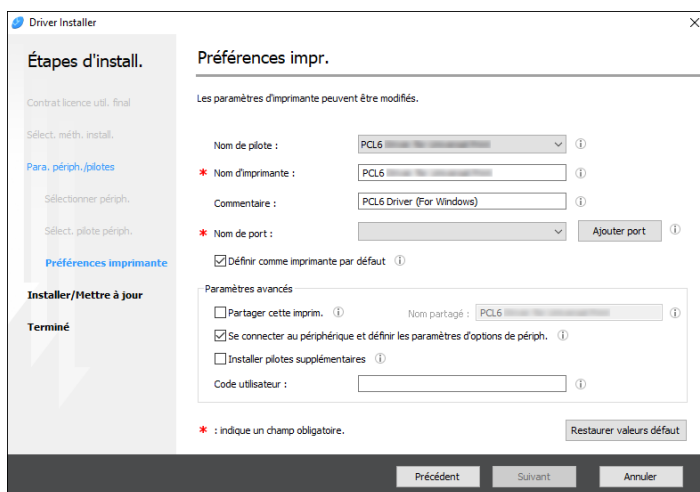 Driver Installer
Étapes d'install.
Contrat licence util. final
Sélect. méth. install.
Para. périph./pilotes
Sélectionner périph.
Sélect. pilote périph.
Préférences imprimante
Installer/Mettre à jour
Terminé
Préférences impr.
Les paramètres d'imprimante peuvent être modifiés.
Nom de pilote : PCL6
* Nom d'imprimante : PCL6
Commentaire : PCL6 Driver (For Windows)
* Nom de port : Ajouter port
Définir comme imprimante par défaut
Paramètres avancés
Partager cette imprim. Nom partagé : PCL6
Se connecter au périphérique et définir les paramètres d'options de périph.
Installer pilotes supplémentaires
Code utilisateur :
* : indique un champ obligatoire. Restaurer valeurs défaut
Précédent Suivant Annuler